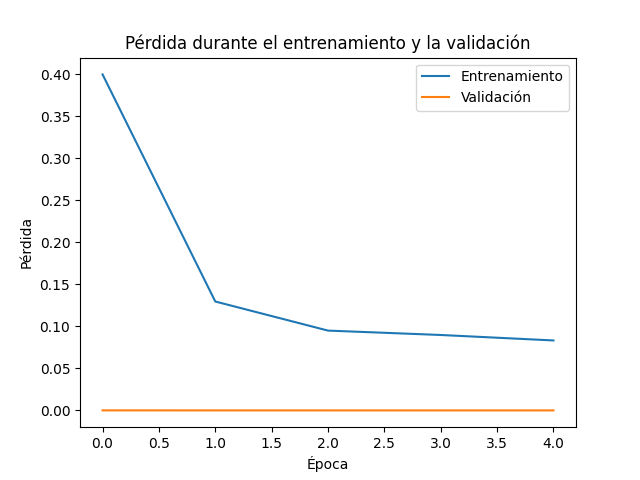 Pérdida durante el entrenamiento y la validación
Entrenamiento
Validación
0.40
0.35
0.30
0.25
0.20
0.15
0.10
0.05
0.00
Pérdida
0.0 0.5 1.0 1.5 2.0 2.5 3.0 3.5 4.0
Época